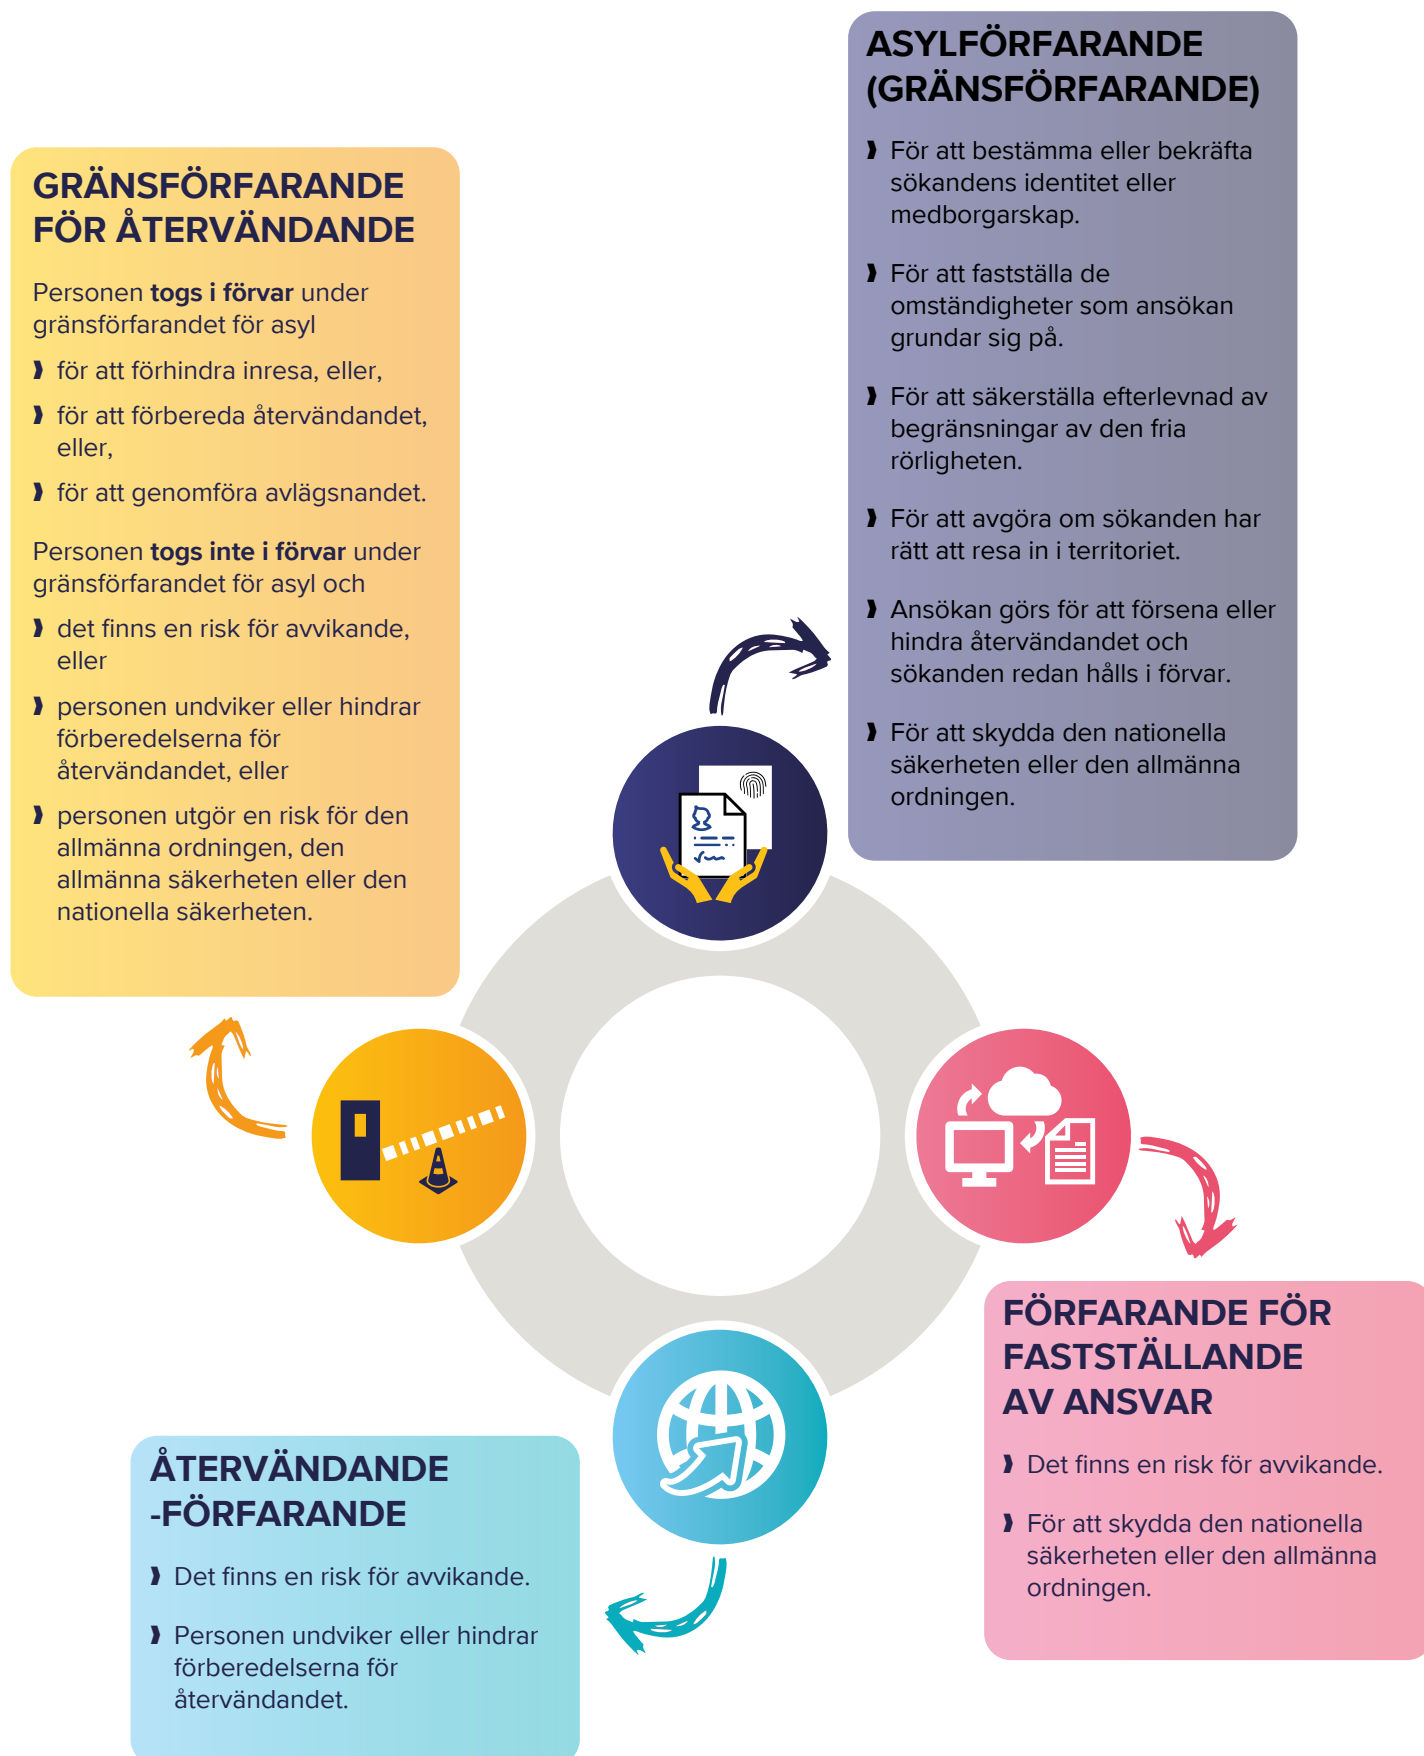 ASYLFÖRFARANDE
(GRÄNSFÖRFARANDE)
❱ För att bestämma eller bekräfta
sökandens identitet eller
medborgarskap.
❱ För att fastställa de
omständigheter som ansökan
grundar sig på.
❱ För att säkerställa efterlevnad av
begränsningar av den fria
rörligheten.
❱ För att avgöra om sökanden har
rätt att resa in i territoriet.
❱ Ansökan görs för att försena eller
hindra återvändandet och
sökanden redan hålls i förvar.
❱ För att skydda den nationella
säkerheten eller den allmänna
ordningen.
GRÄNSFÖRFARANDE
FÖR ÅTERVÄNDANDE
Personen togs i förvar under
gränsförfarandet för asyl
❱ för att förhindra inresa, eller,
❱ för att förbereda återvändandet,
eller,
❱ för att genomföra avlägsnandet.
Personen togs inte i förvar under
gränsförfarandet för asyl och
❱ det finns en risk för avvikande,
eller
❱ personen undviker eller hindrar
förberedelserna för
återvändandet, eller
❱ personen utgör en risk för den
allmänna ordningen, den
allmänna säkerheten eller den
nationella säkerheten.
FÖRFARANDE FÖR
FASTSTÄLLANDE
AV ANSVAR
❱ Det finns en risk för avvikande.
❱ För att skydda den nationella
säkerheten eller den allmänna
ordningen.
ÅTERVÄNDANDE
-FÖRFARANDE
❱ Det finns en risk för avvikande.
❱ Personen undviker eller hindrar
förberedelserna för
återvändandet.